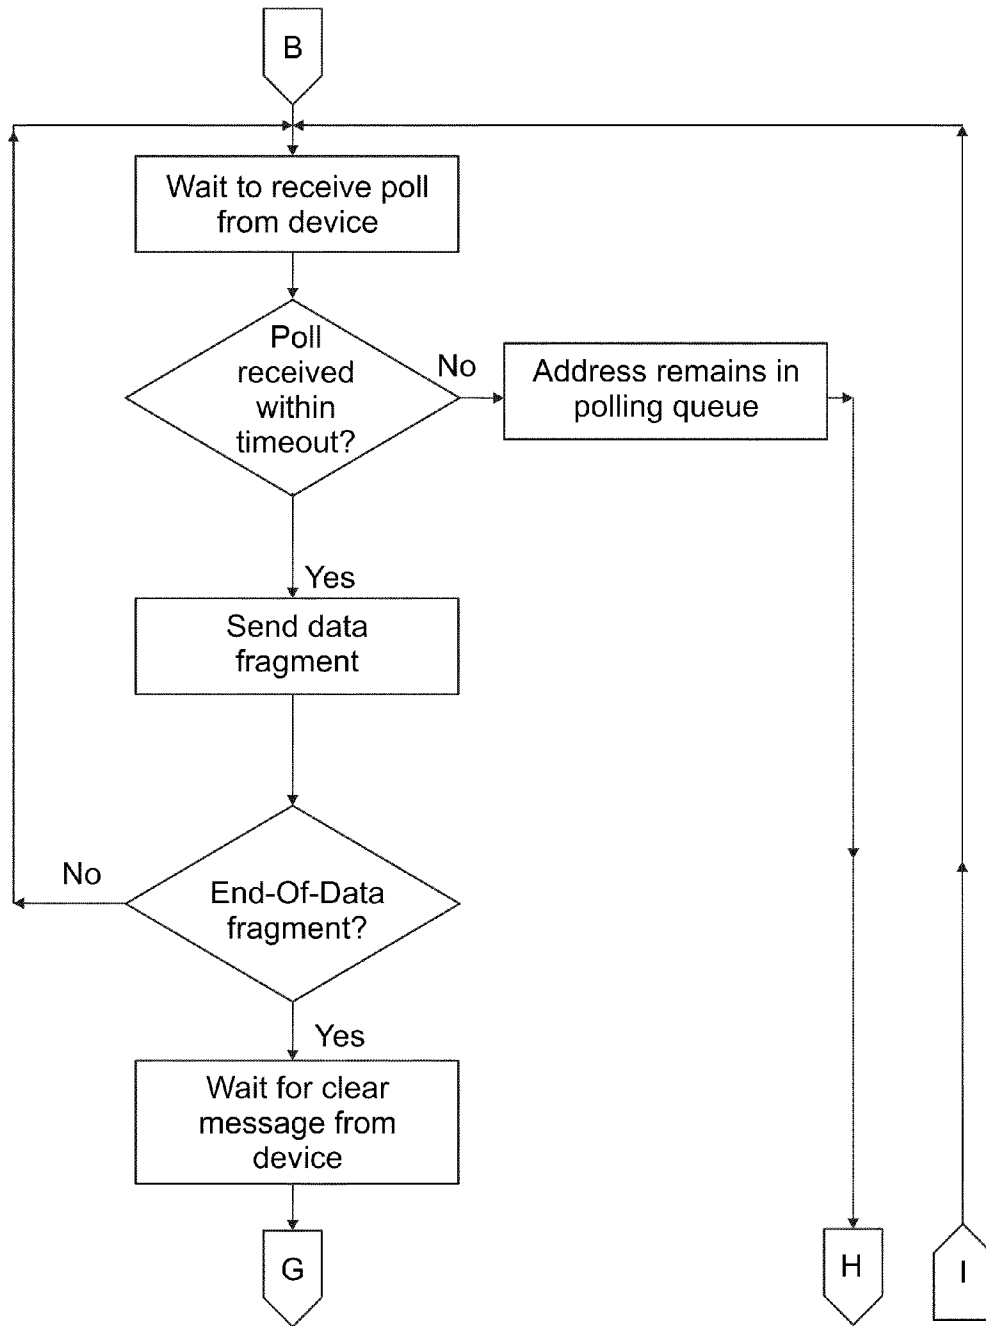 B
Wait to receive poll
from device
Poll
received
within
timeout?
No
Address remains in
polling queue
Yes
Send data
fragment
No
End-Of-Data
fragment?
Yes
Wait for clear
message from
device
G
H
I